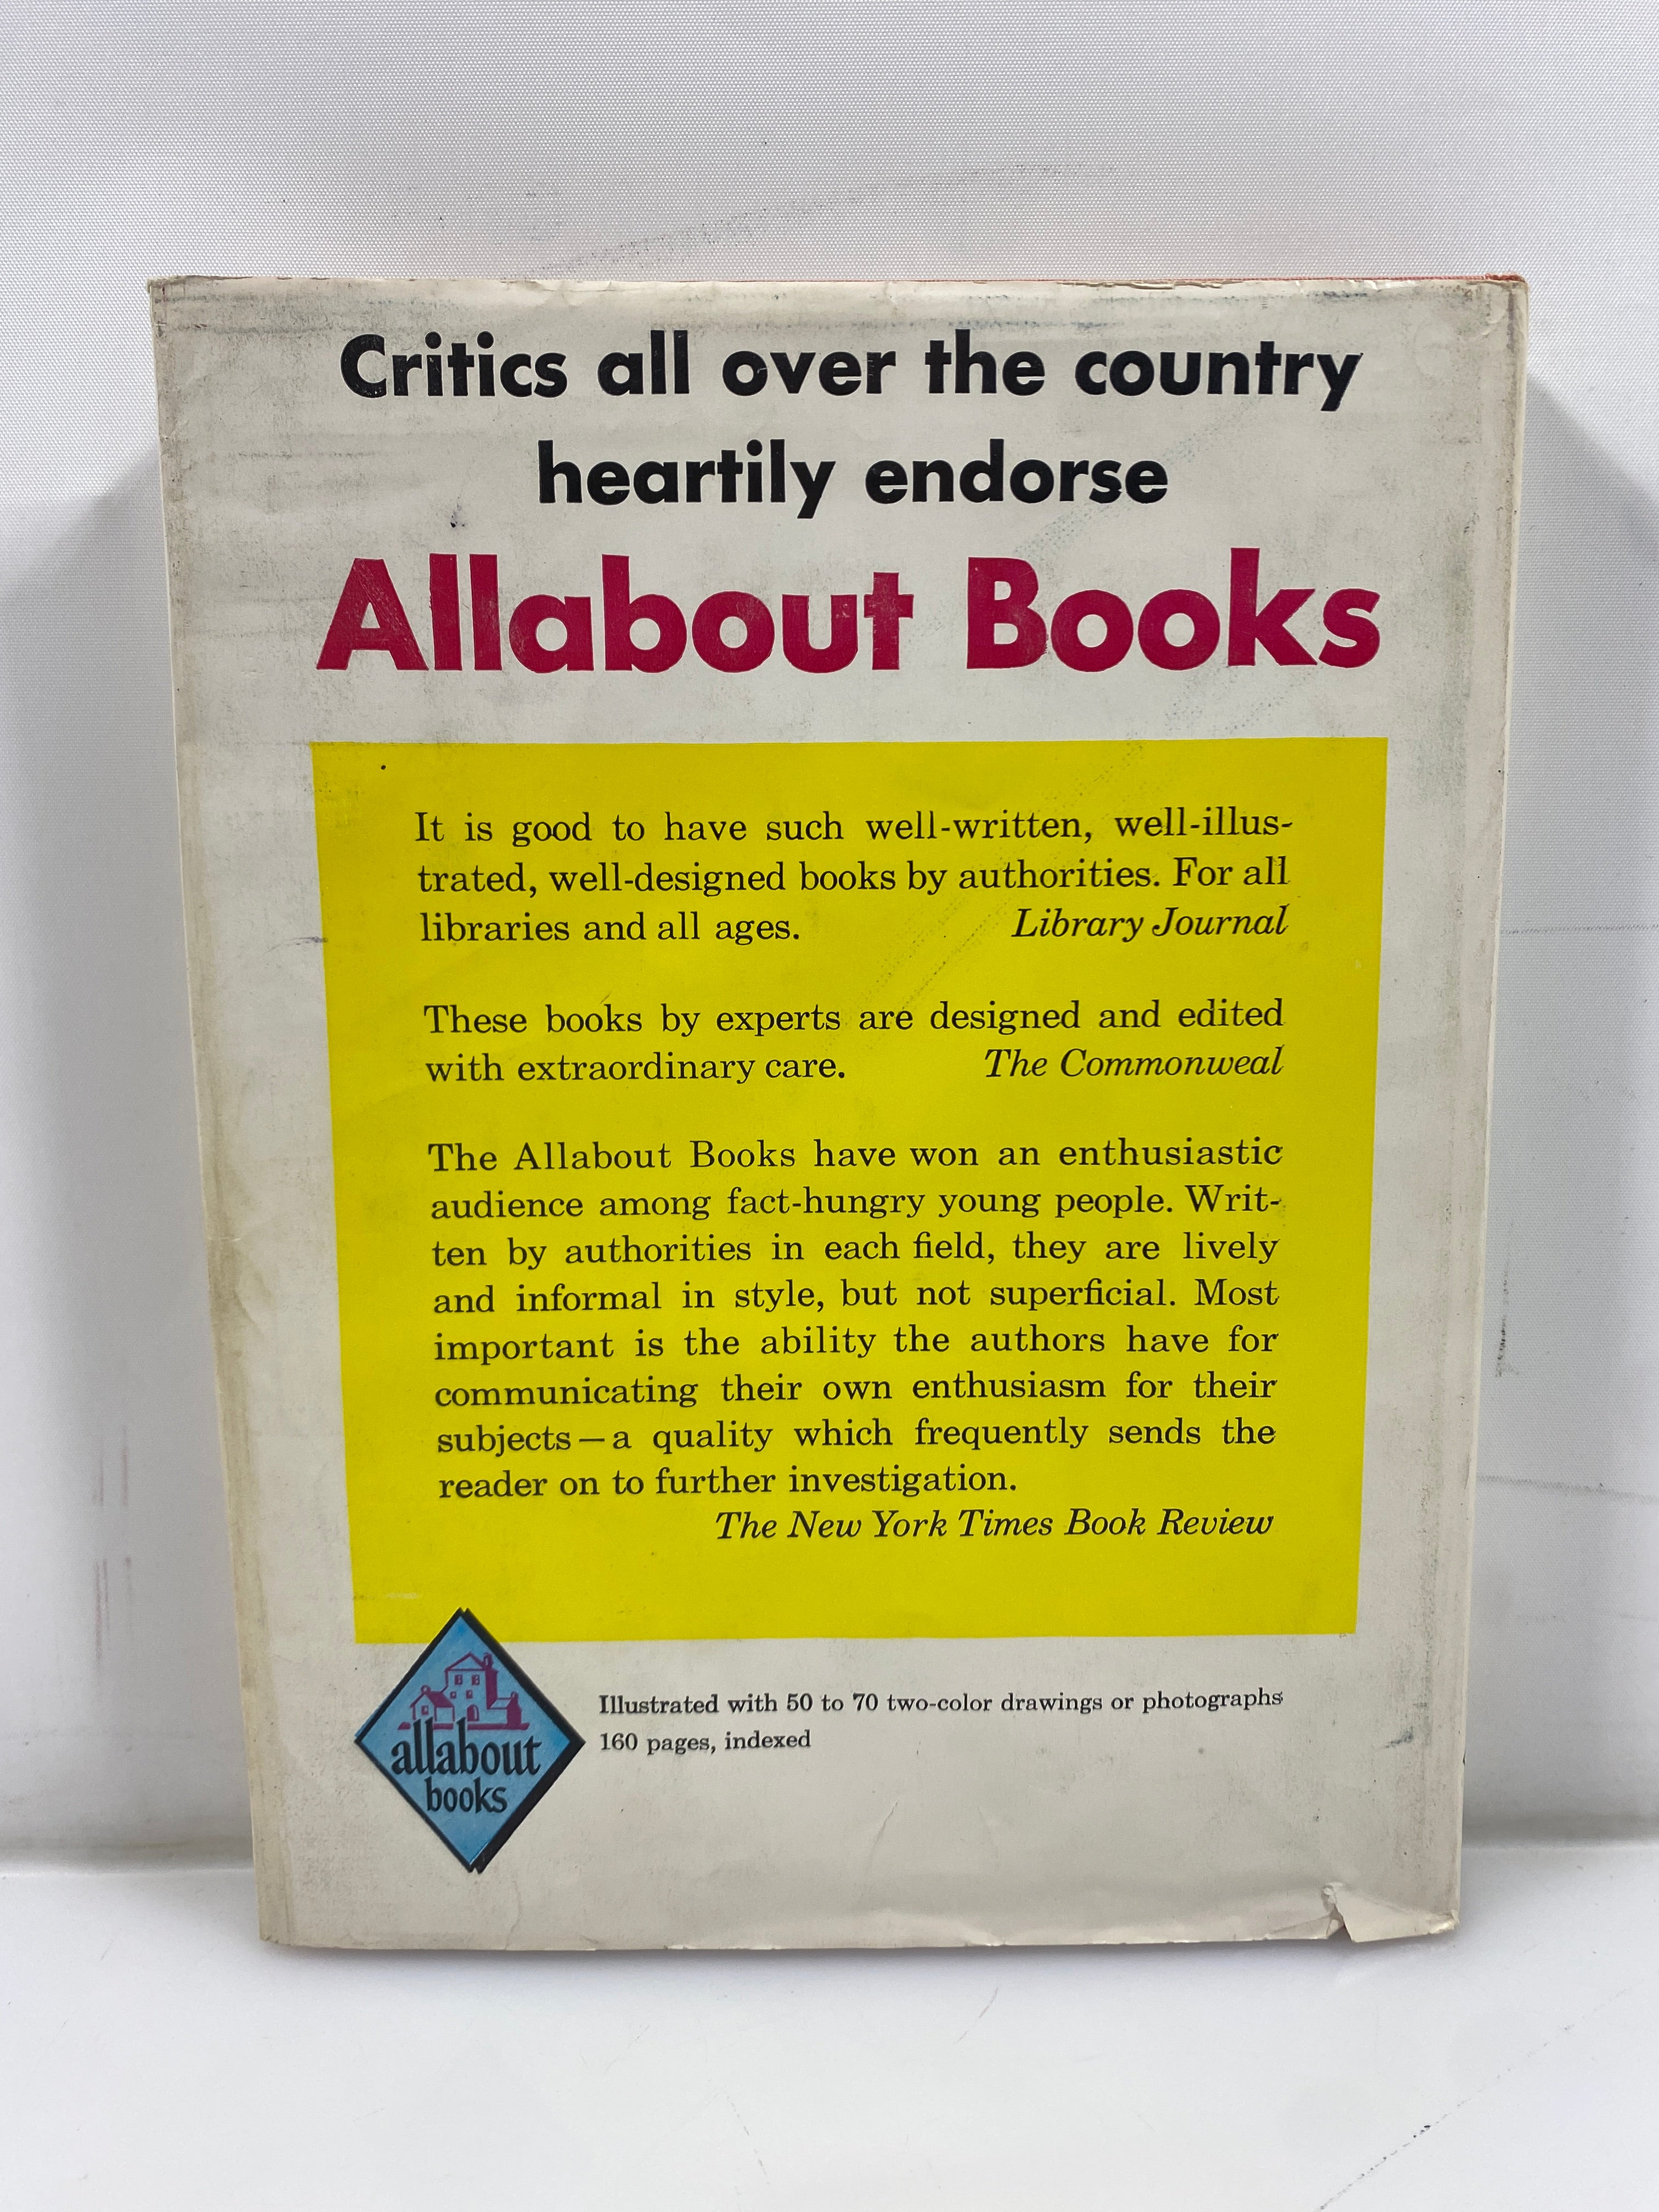 Critics all over the country
heartily endorse
Allabout Books
It is good to have such well-written, well-illus-
trated, well-designed books by authorities. For all
libraries and all ages. Library Journal
These books by experts are designed and edited
with extraordinary care. The Commonweal
The Allabout Books have won an enthusiastic
audience among fact-hungry young people. Writ-
ten by authorities in each field, they are lively
and informal in style, but not superficial. Most
important is the ability the authors have for
communicating their own enthusiasm for their
subjects—a quality which frequently sends the
reader on to further investigation.
The New York Times Book Review
allabout
books
Illustrated with 50 to 70 two-color drawings or photographs
160 pages, indexed